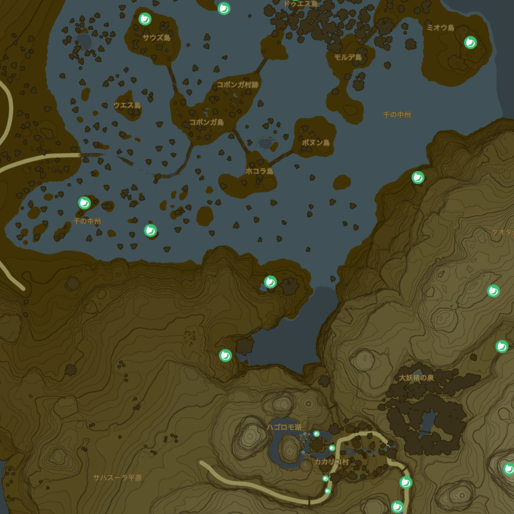 ドゥエス島
ミオウ島
サウズ島
モルデ島
コポンガ村跡
ウエス島
千の中州
コポンガ島
ボヌン島
ホコラ島
千の中州
大妖精の泉
ハゴロモ湖
カカリコ村
サハスーラ平原